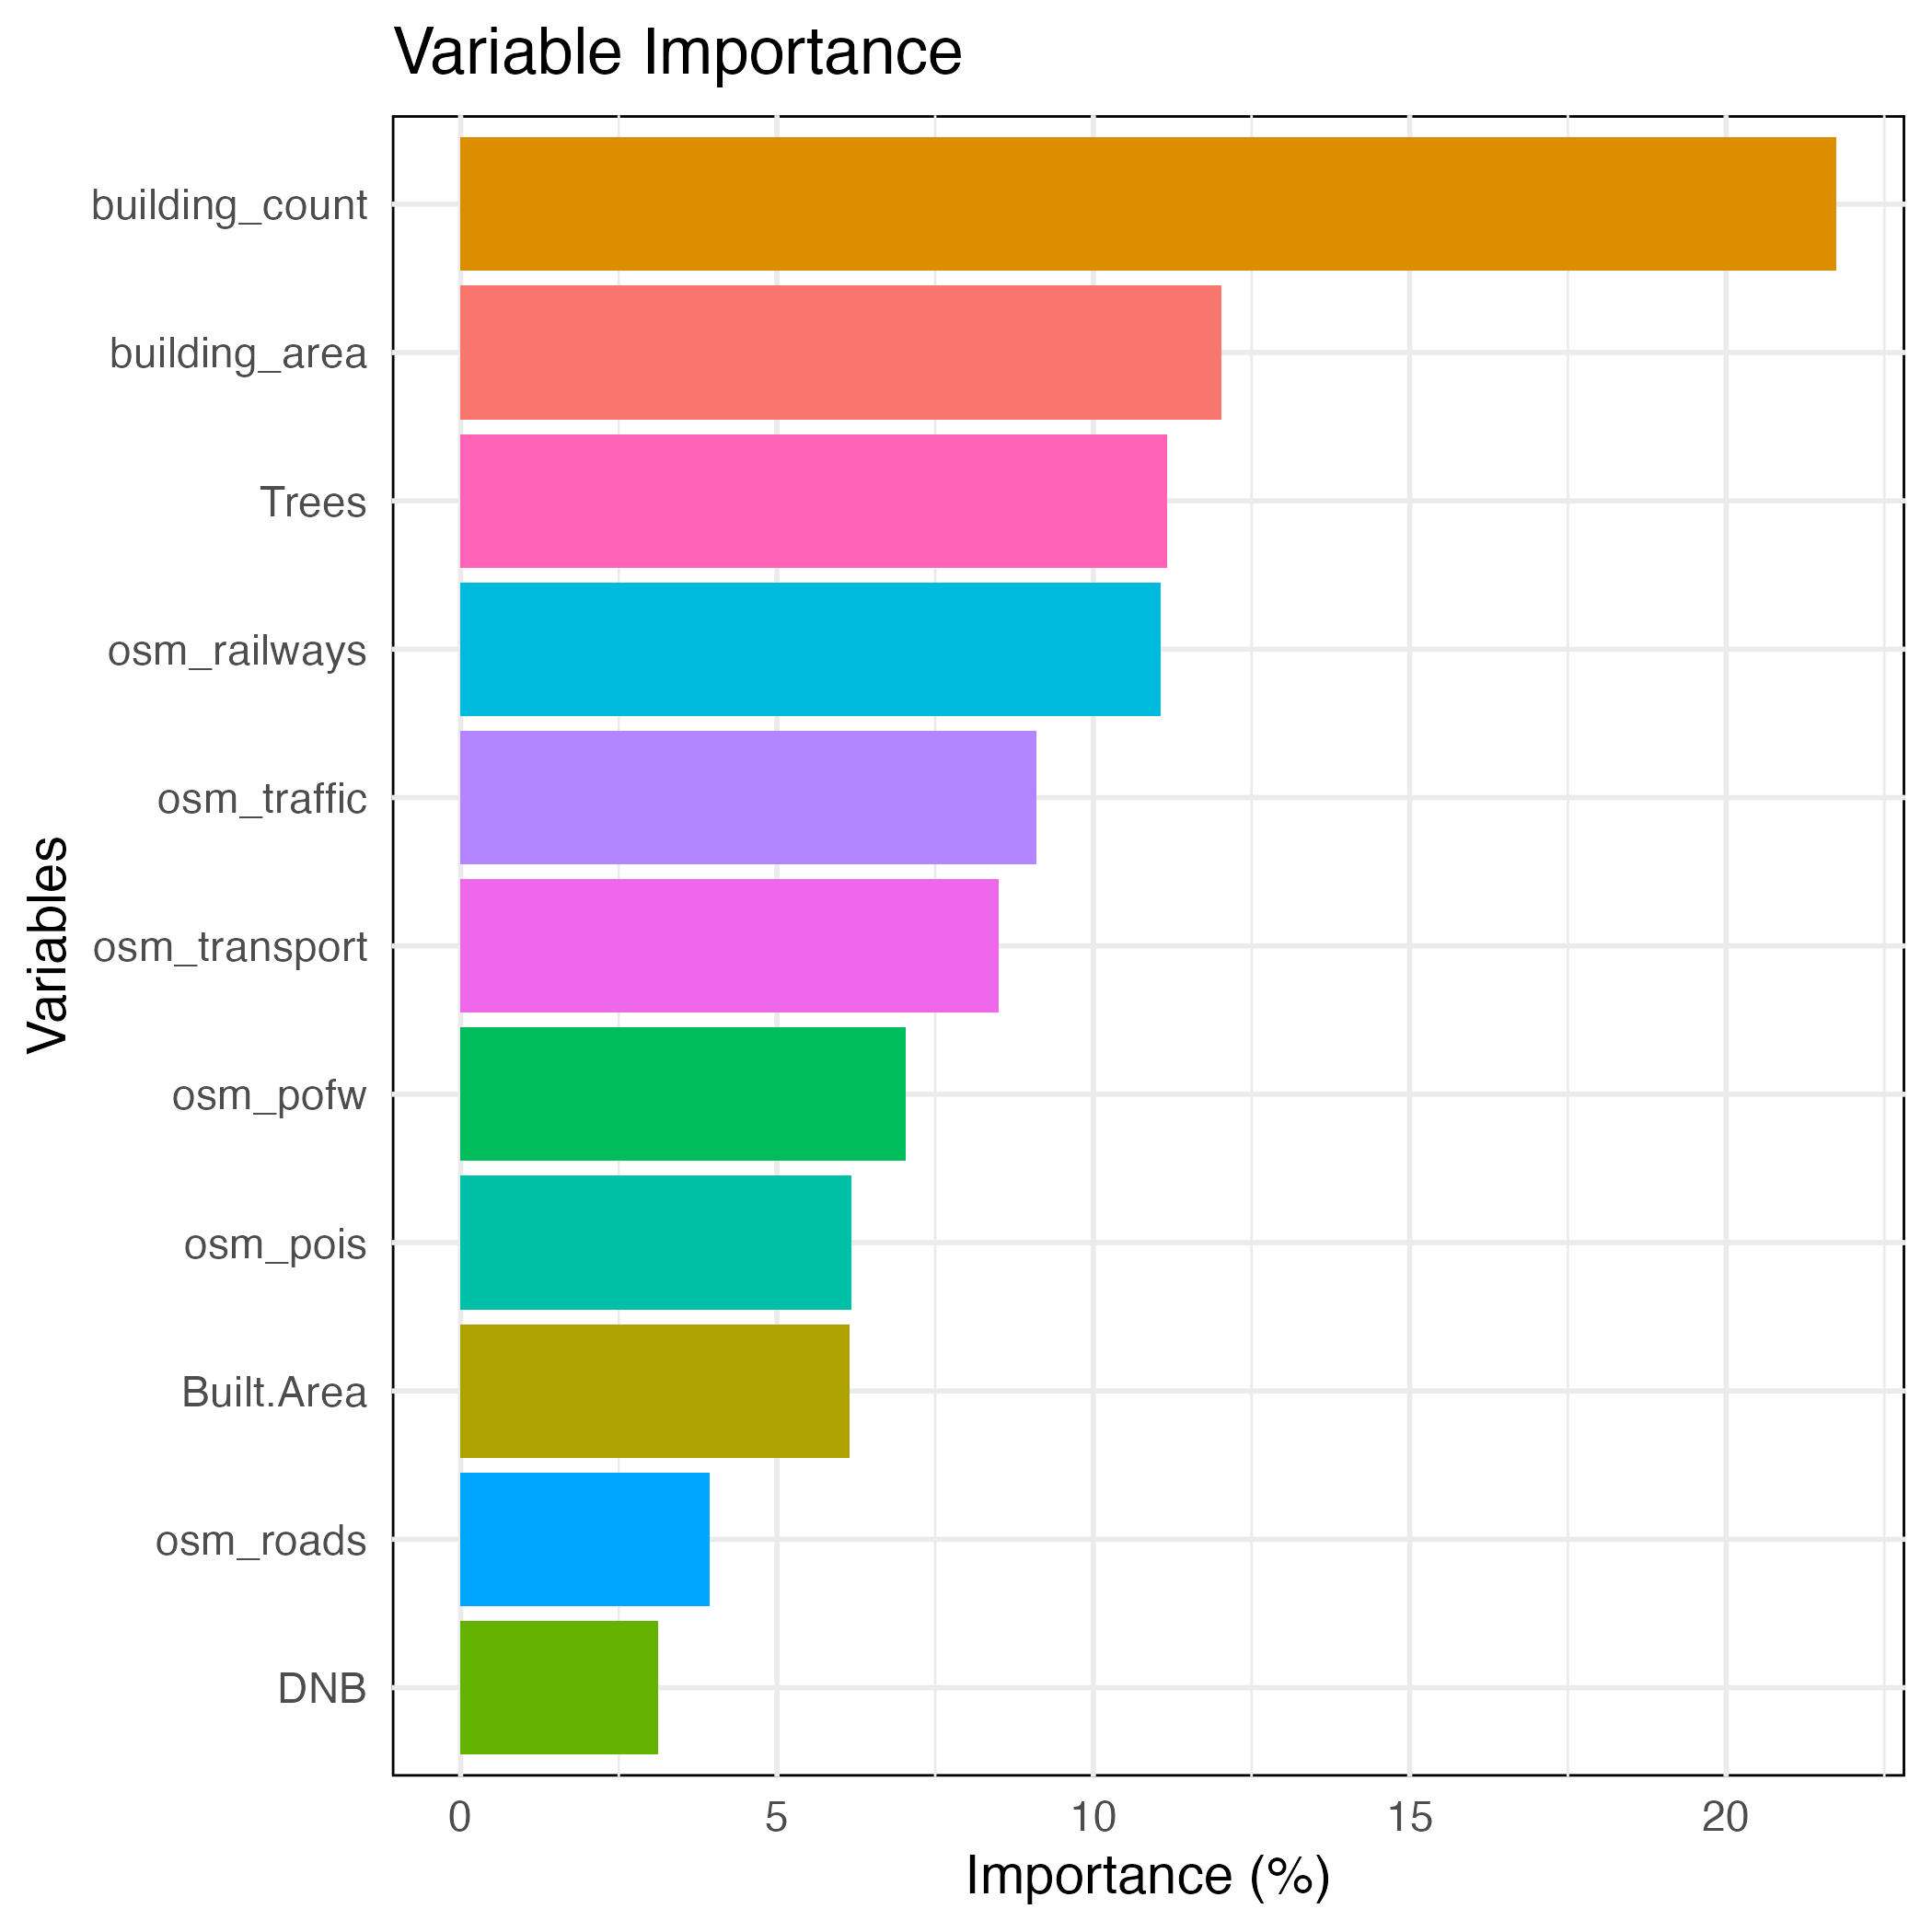 Variable Importance
building_count
building_area
Trees
osm_railways
osm_traffic
osm_transport
osm_pofw
osm_pois
Built.Area
osm_roads
DNB
Variables
0 5 10 15 20
Importance (%)